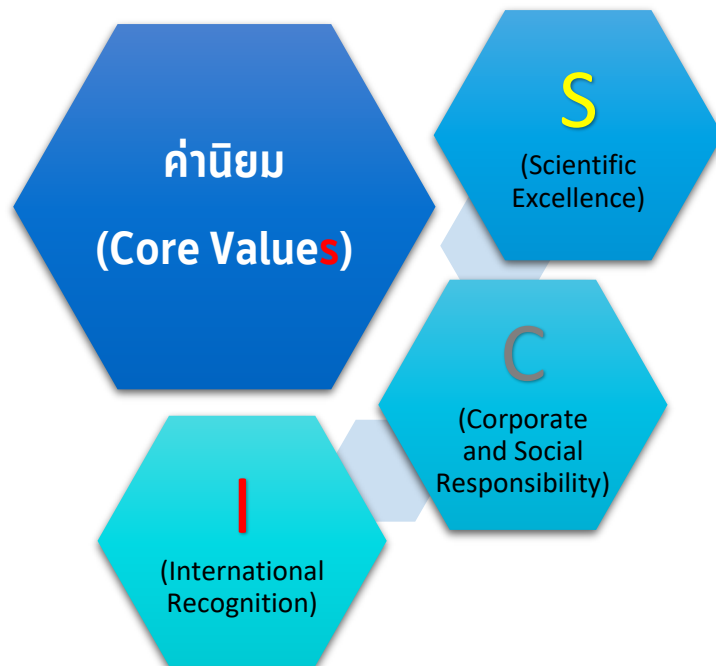 ค่านิยม
(Core Values)
S
(Scientific
Excellence)
C
(Corporate
and Social
Responsibility)
I
(International
Recognition)